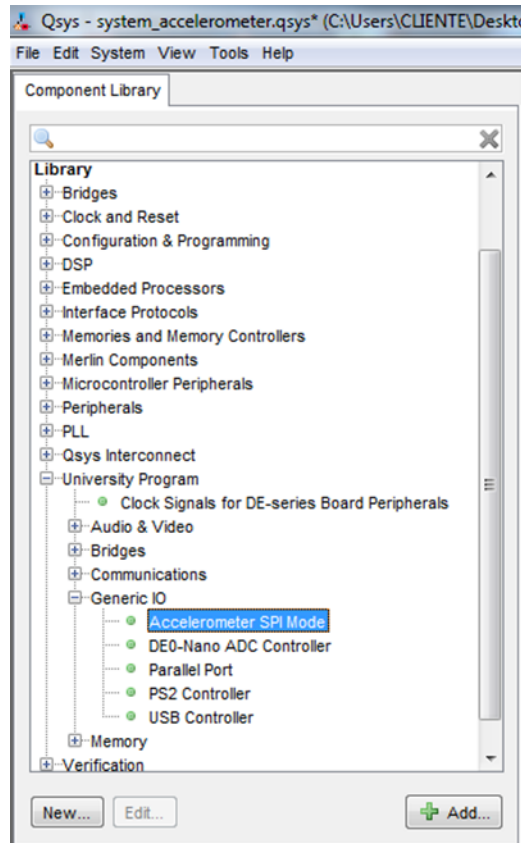 Qsys - system_accelerometer.qsys* (C:\Users\CLIENTE\Deskto
File Edit System View Tools Help
Component Library
Library
Bridges
Clock and Reset
Configuration & Programming
DSP
Embedded Processors
Interface Protocols
Memories and Memory Controllers
Merlin Components
Microcontroller Peripherals
Peripherals
PLL
Qsys Interconnect
University Program
Clock Signals for DE-series Board Peripherals
Audio & Video
Bridges
Communications
Generic IO
Accelerometer SPI Mode
DE0-Nano ADC Controller
Parallel Port
PS2 Controller
USB Controller
Memory
Verification
New... Edit... Add...